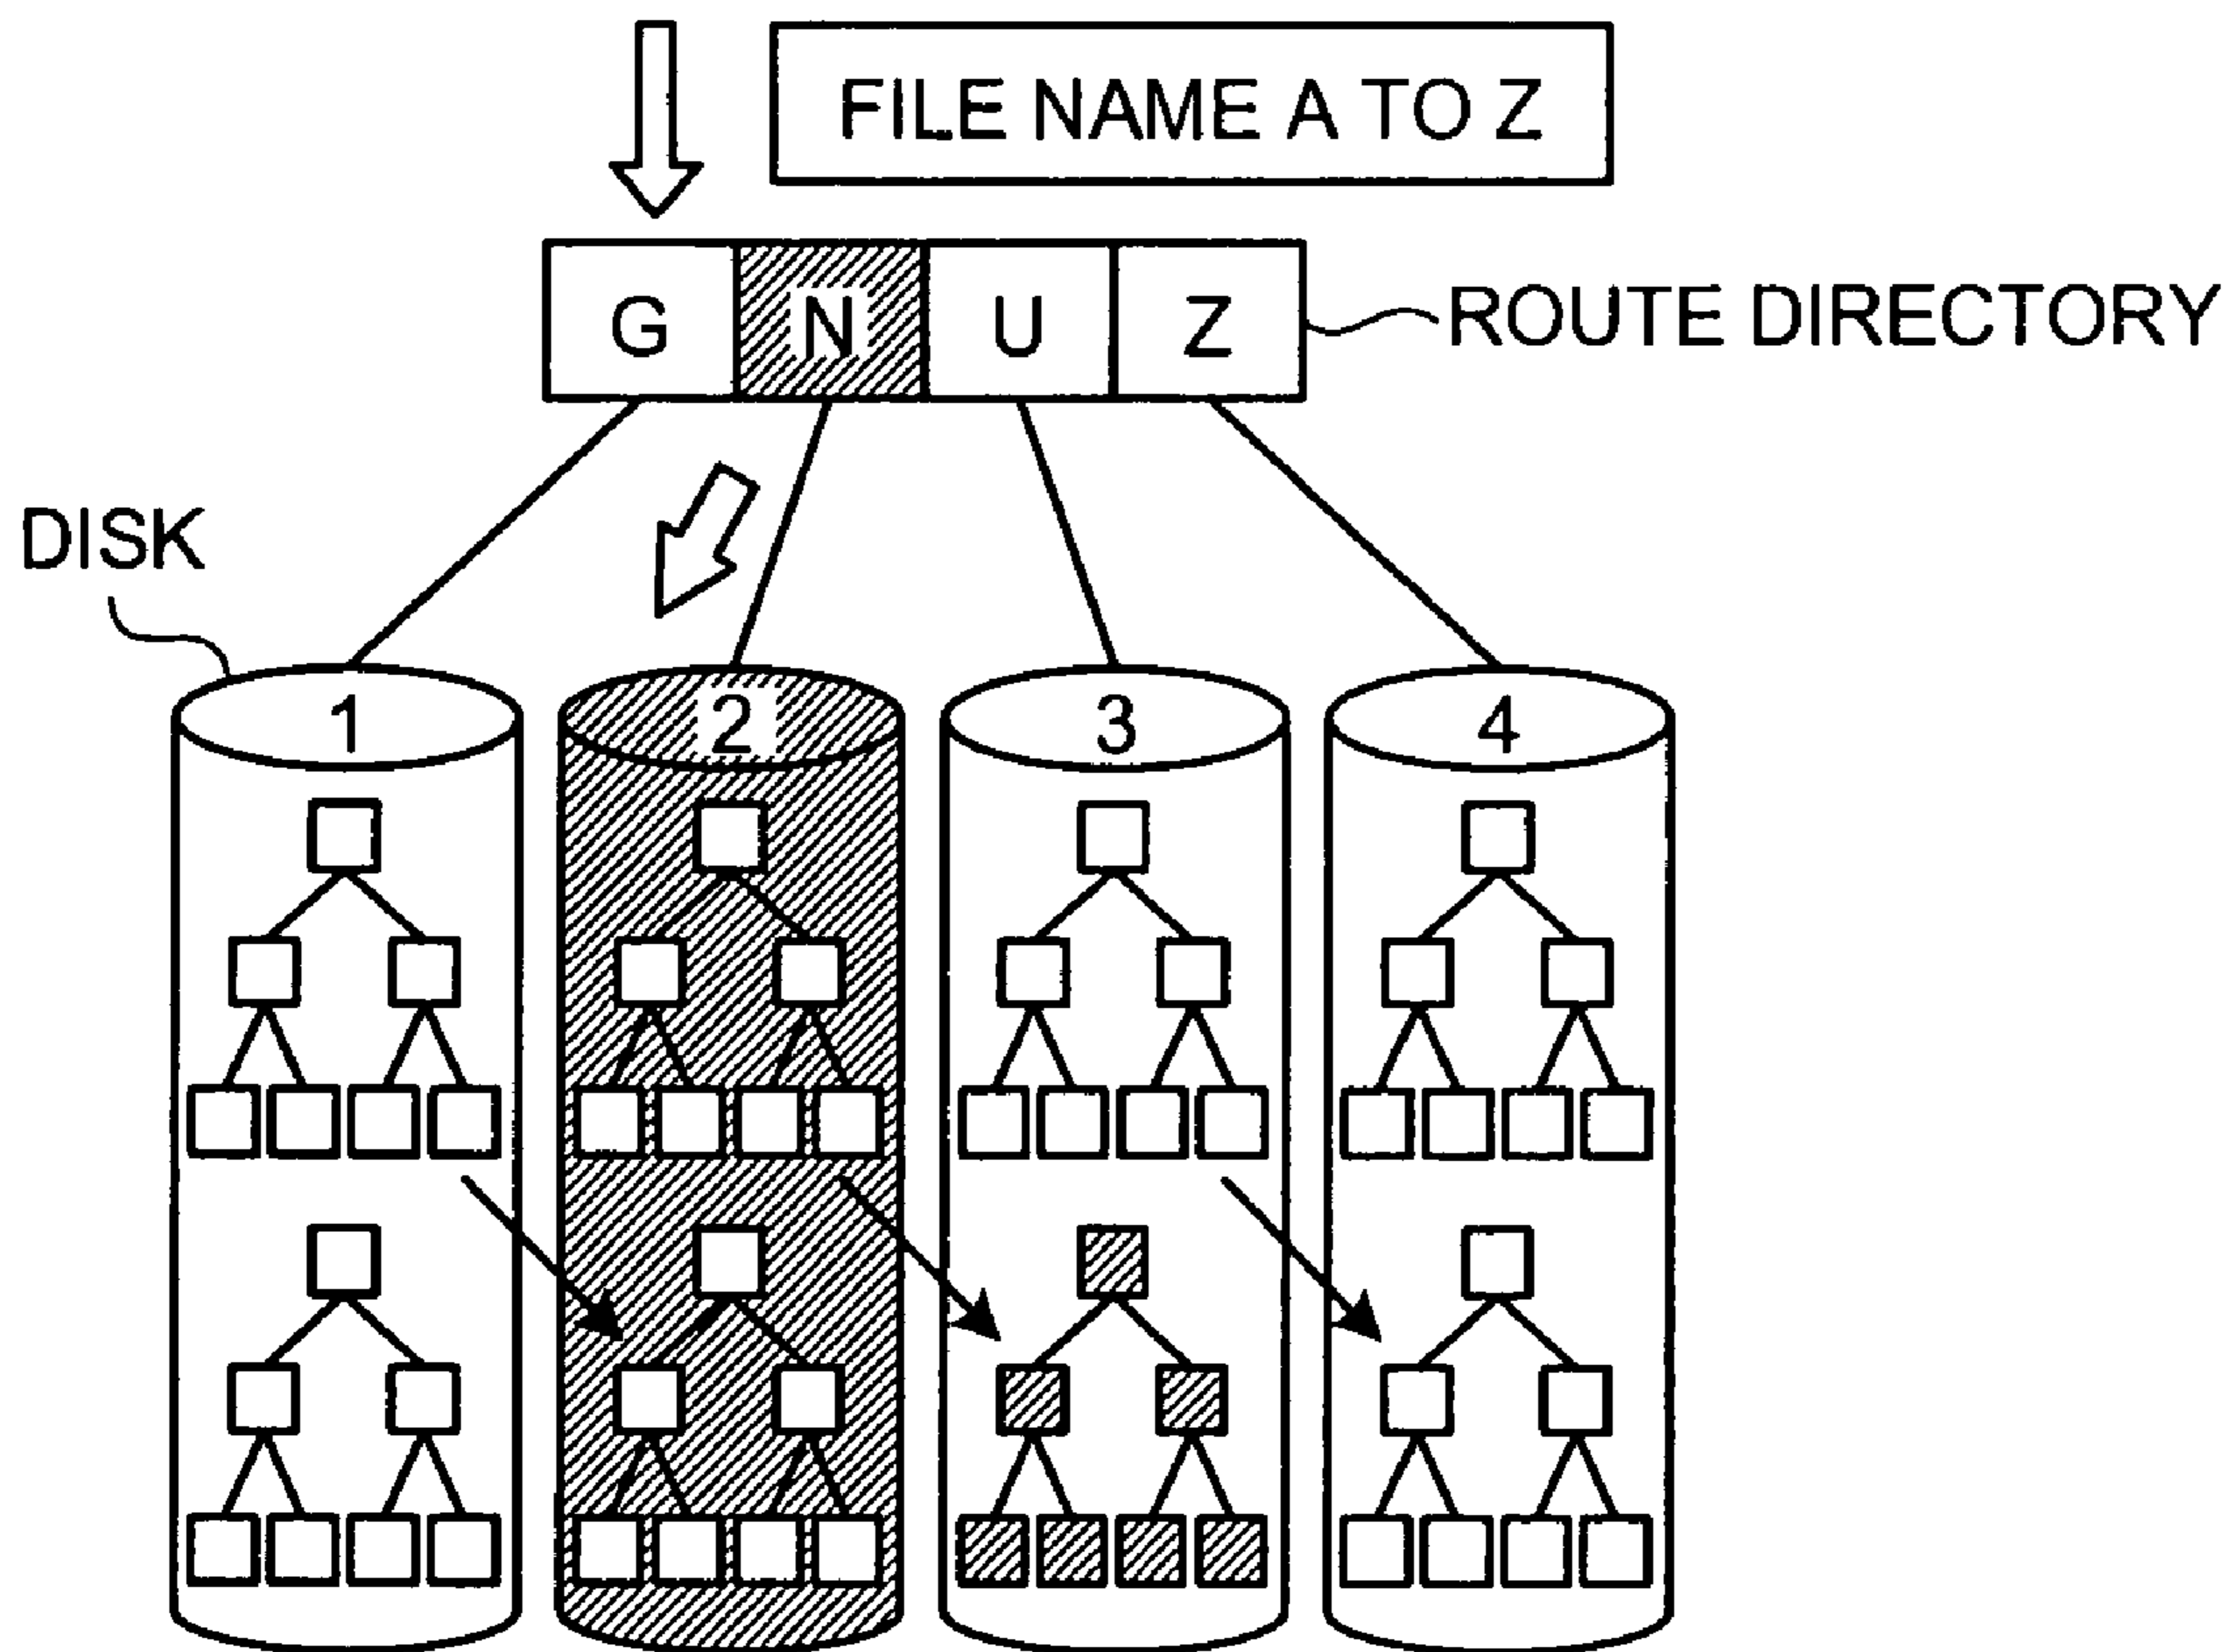 FILE NAME A TO Z
G N U Z
ROUTE DIRECTORY
DISK
1 2 3 4